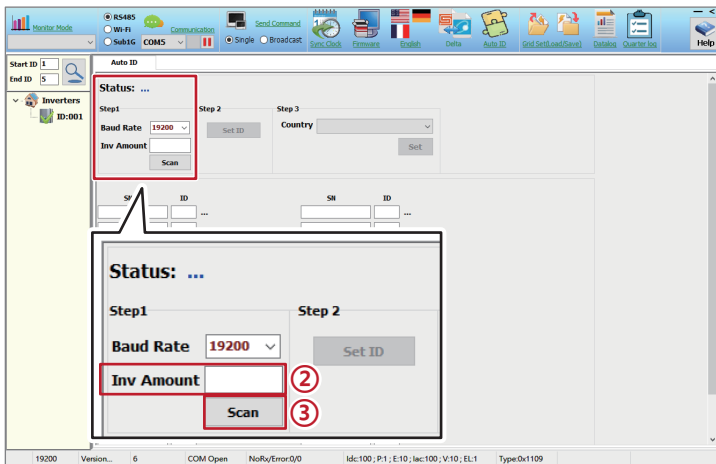 Monitor Mode
RS485
Wi-Fi
Sub1G
COM5
Communication
Send Command
Single
Broadcast
Sync Clock
Firmware
English
Delta
Auto ID
Grid Set(Load/Save)
Datalog
Quarter log
Help
Start ID 1
End ID 5
Inverters
ID:001
Auto ID
Status: ...
Step1
Baud Rate 19200
Inv Amount
Scan
Step 2
Set ID
Step 3
Country
Set
SN ID
...
SN ID
...
Status: ...
Step1
Baud Rate 19200
Inv Amount ②
Scan ③
Step 2
Set ID
19200 Version... 6 COM Open NoRx/Error:0/0 Idc:100 ; P:1 ; E:10 ; Iac:100 ; V:10 ; EL:1 Type:0x1109